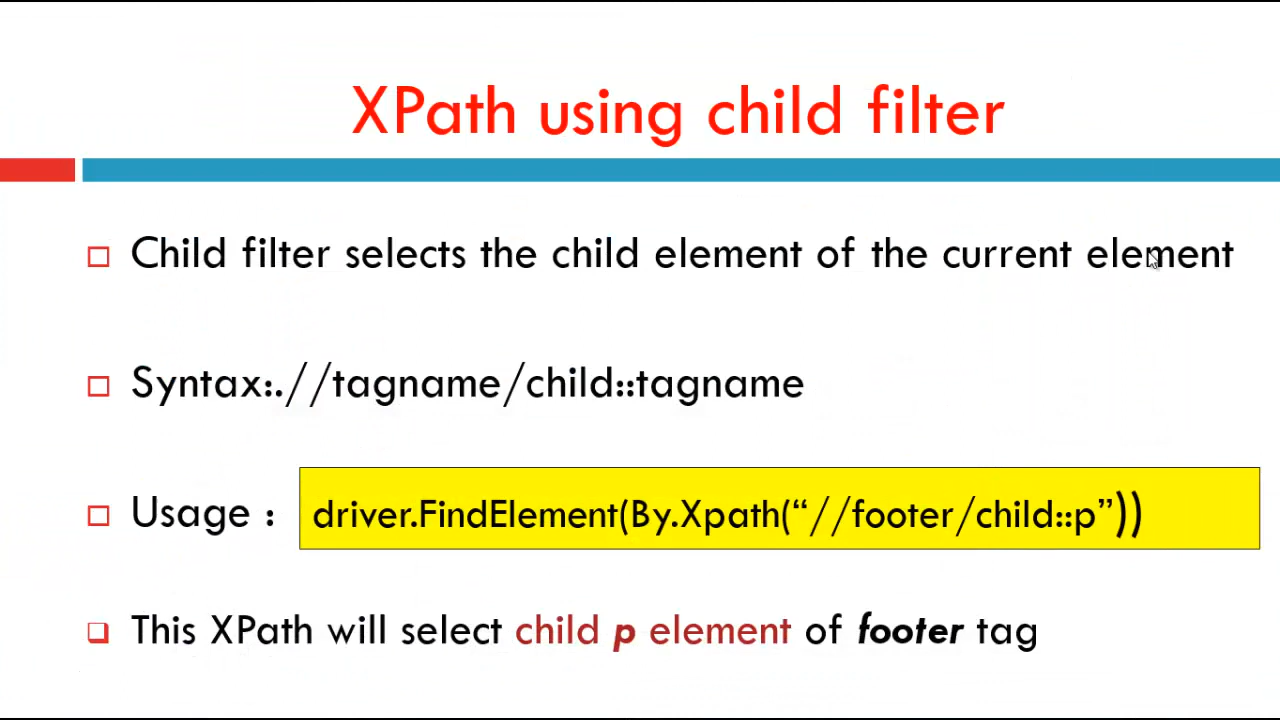 XPath using child filter
Child filter selects the child element of the current element
Syntax:.//tagname/child::tagname
Usage : driver.FindElement(By.Xpath(“//footer/child::p”))
This XPath will select child p element of footer tag